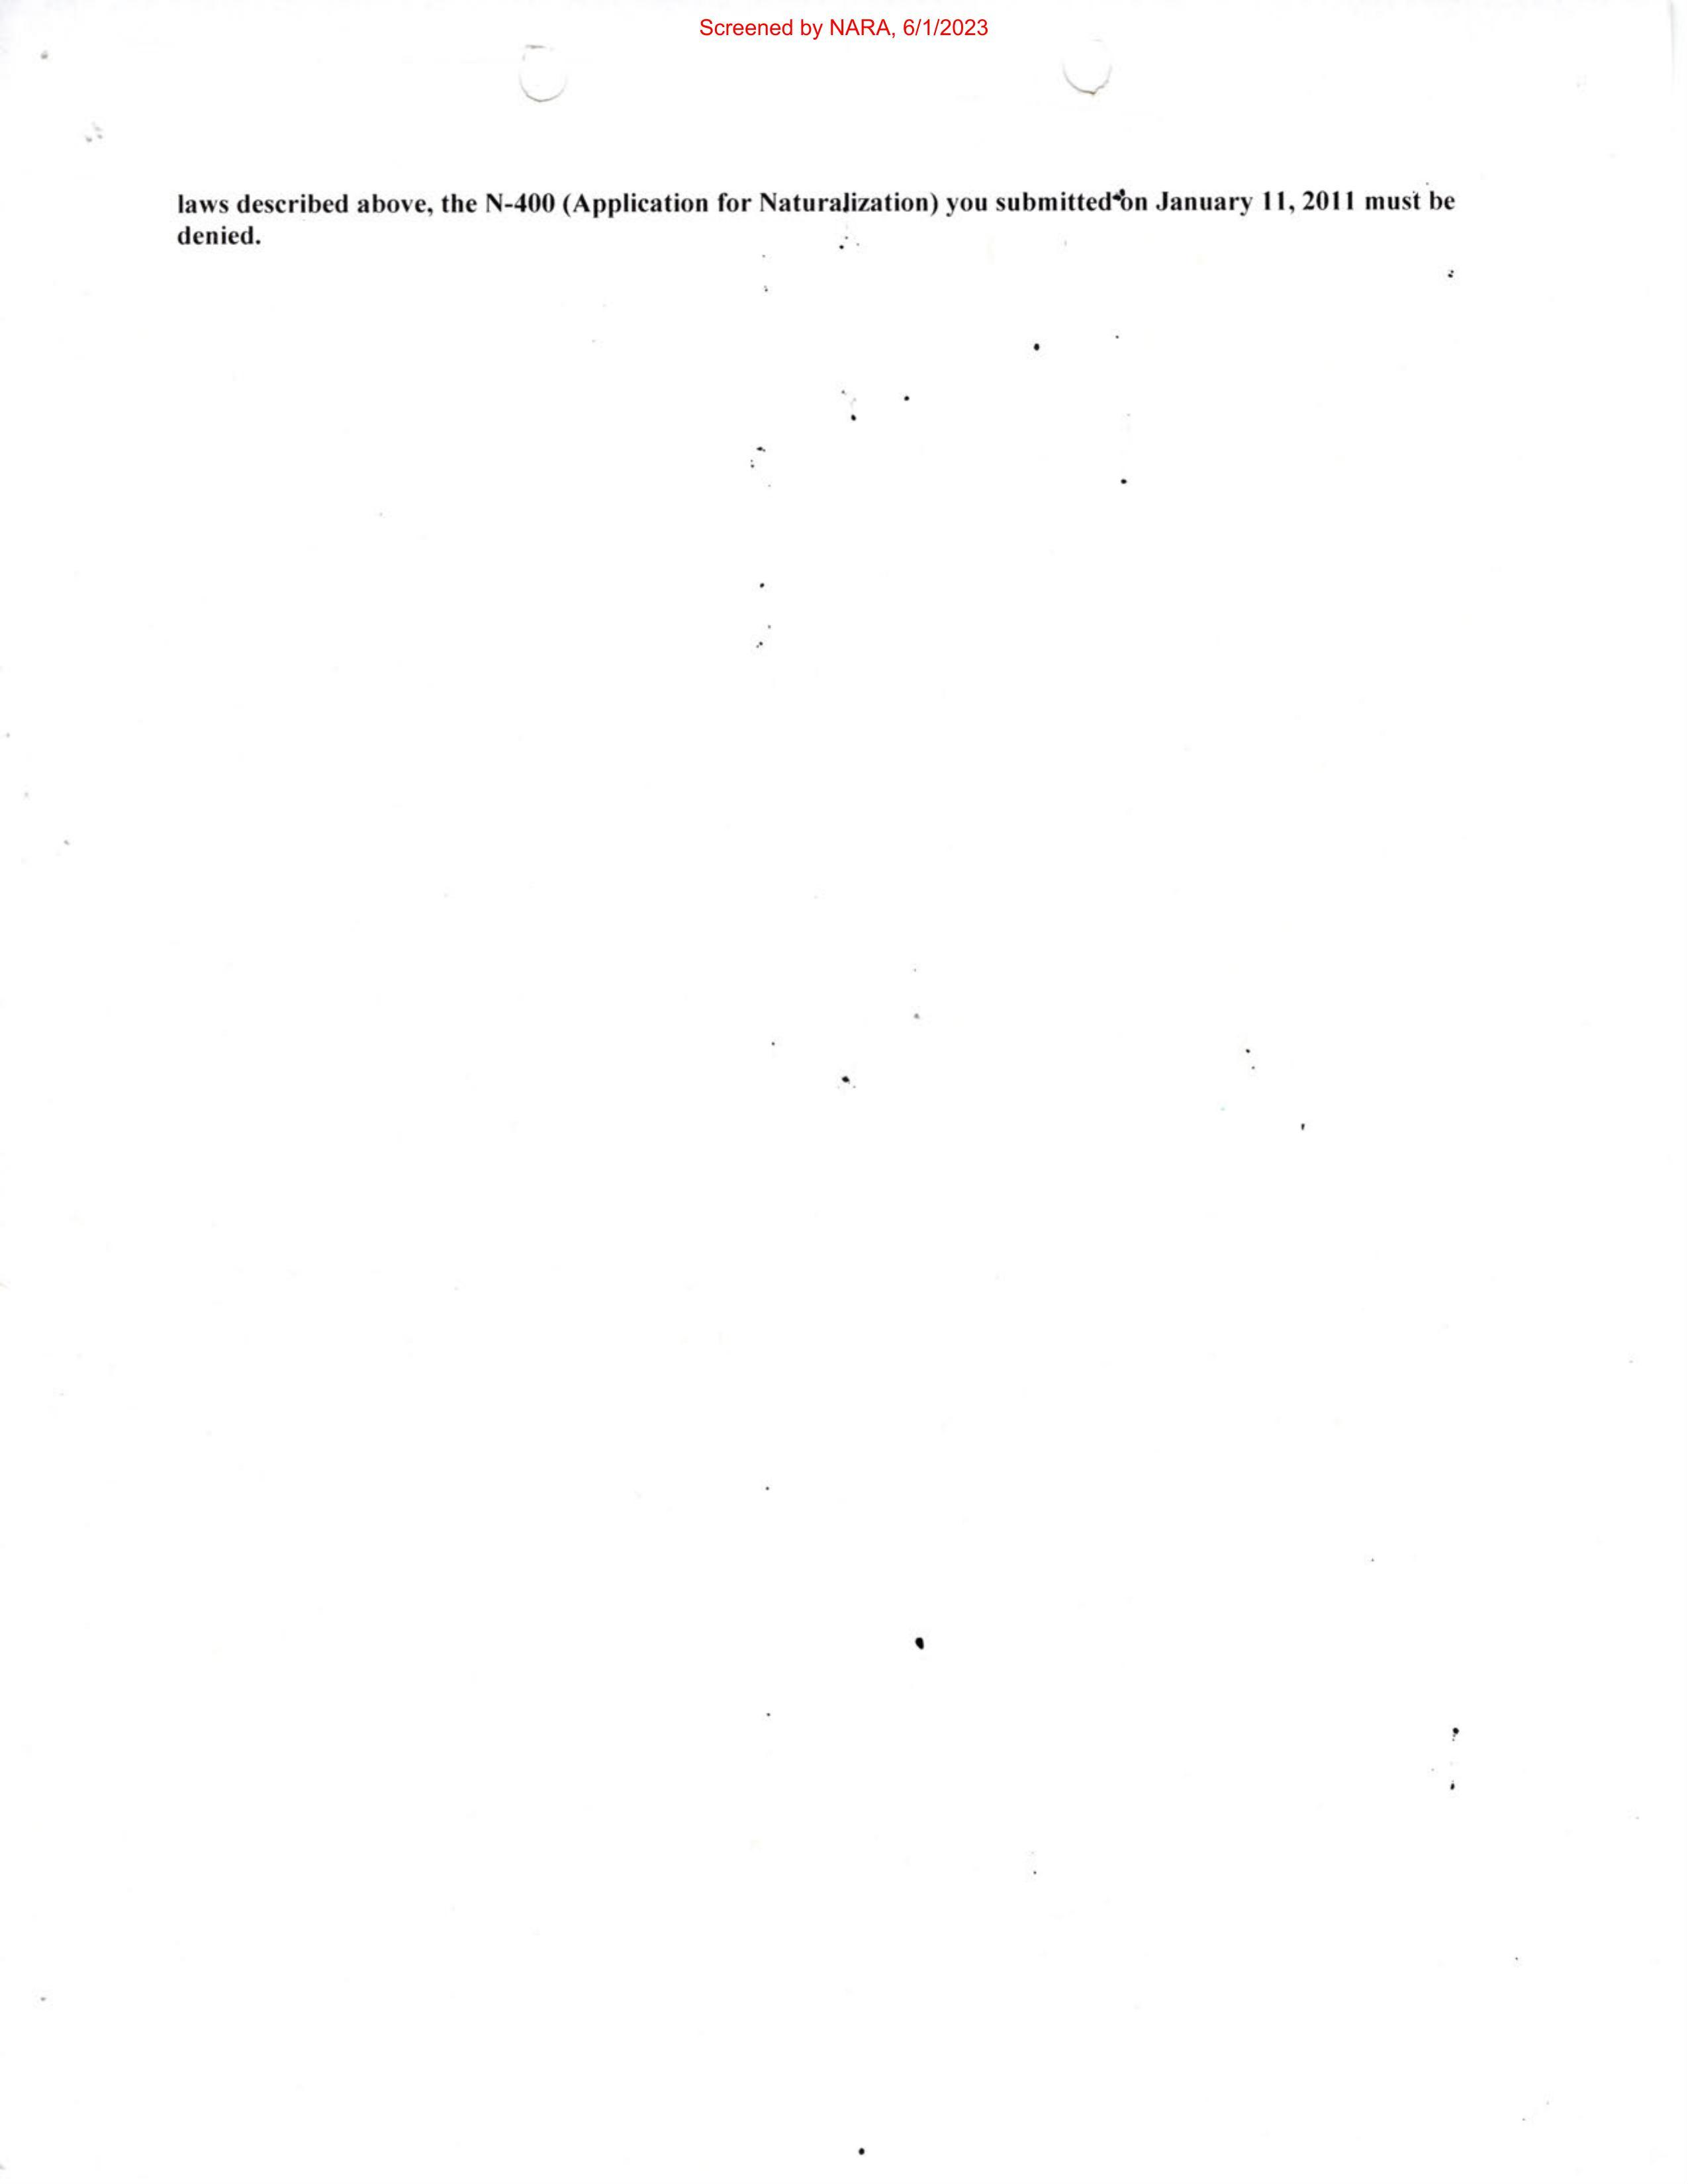 Screened by NARA, 6/1/2023
laws described above, the N-400 (Application for Naturalization) you submitted on January 11, 2011 must be
denied.